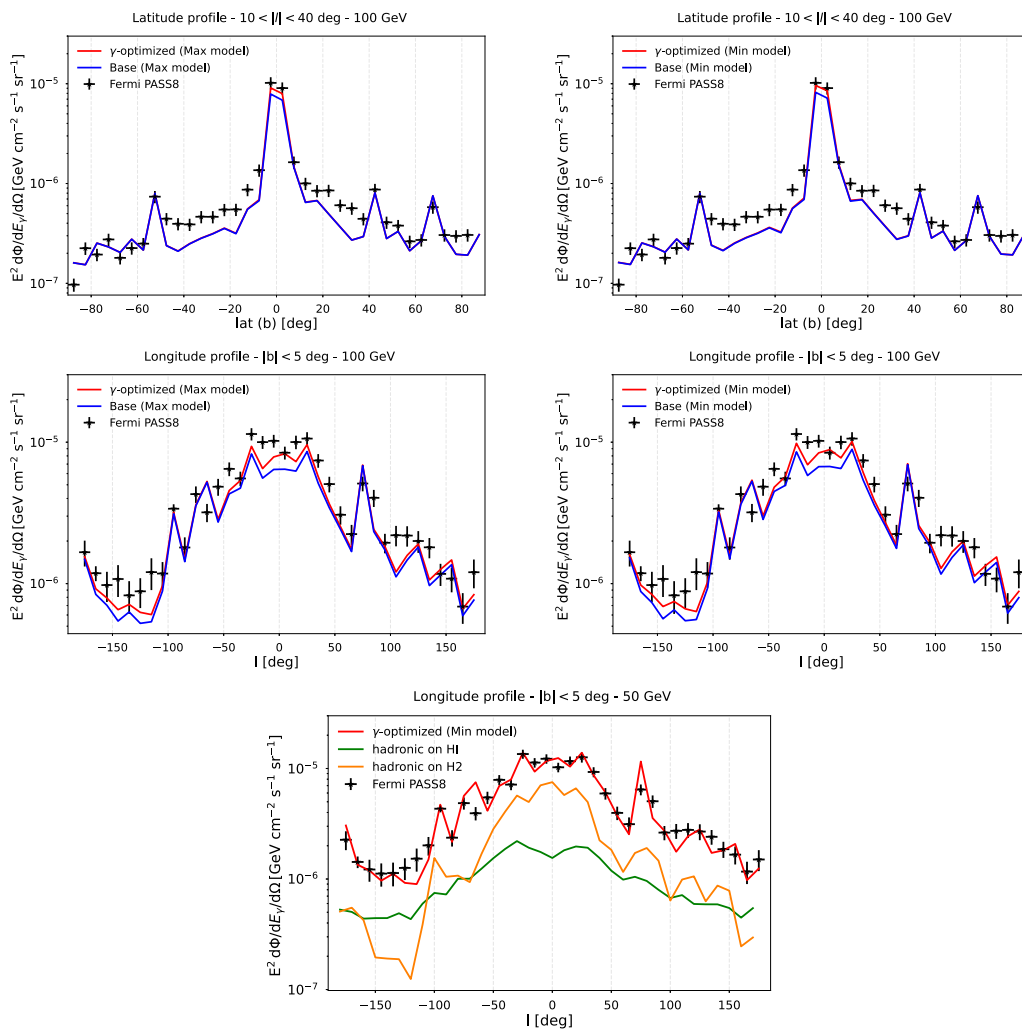 Latitude profile - 10 < |l| < 40 deg - 100 GeV
γ-optimized (Max model)
Base (Max model)
Fermi PASS8
E² dΦ/dEγ/dΩ [GeV cm⁻² s⁻¹ sr⁻¹]
10⁻⁵
10⁻⁶
10⁻⁷
−80 −60 −40 −20 0 20 40 60 80
lat (b) [deg]
Latitude profile - 10 < |l| < 40 deg - 100 GeV
γ-optimized (Min model)
Base (Min model)
Fermi PASS8
E² dΦ/dEγ/dΩ [GeV cm⁻² s⁻¹ sr⁻¹]
10⁻⁵
10⁻⁶
10⁻⁷
−80 −60 −40 −20 0 20 40 60 80
lat (b) [deg]
Longitude profile - |b| < 5 deg - 100 GeV
γ-optimized (Max model)
Base (Max model)
Fermi PASS8
E² dΦ/dEγ/dΩ [GeV cm⁻² s⁻¹ sr⁻¹]
10⁻⁵
10⁻⁶
−150 −100 −50 0 50 100 150
l [deg]
Longitude profile - |b| < 5 deg - 100 GeV
γ-optimized (Min model)
Base (Min model)
Fermi PASS8
E² dΦ/dEγ/dΩ [GeV cm⁻² s⁻¹ sr⁻¹]
10⁻⁵
10⁻⁶
−150 −100 −50 0 50 100 150
l [deg]
Longitude profile - |b| < 5 deg - 50 GeV
γ-optimized (Min model)
hadronic on HI
hadronic on H2
Fermi PASS8
E² dΦ/dEγ/dΩ [GeV cm⁻² s⁻¹ sr⁻¹]
10⁻⁵
10⁻⁶
10⁻⁷
−150 −100 −50 0 50 100 150
l [deg]